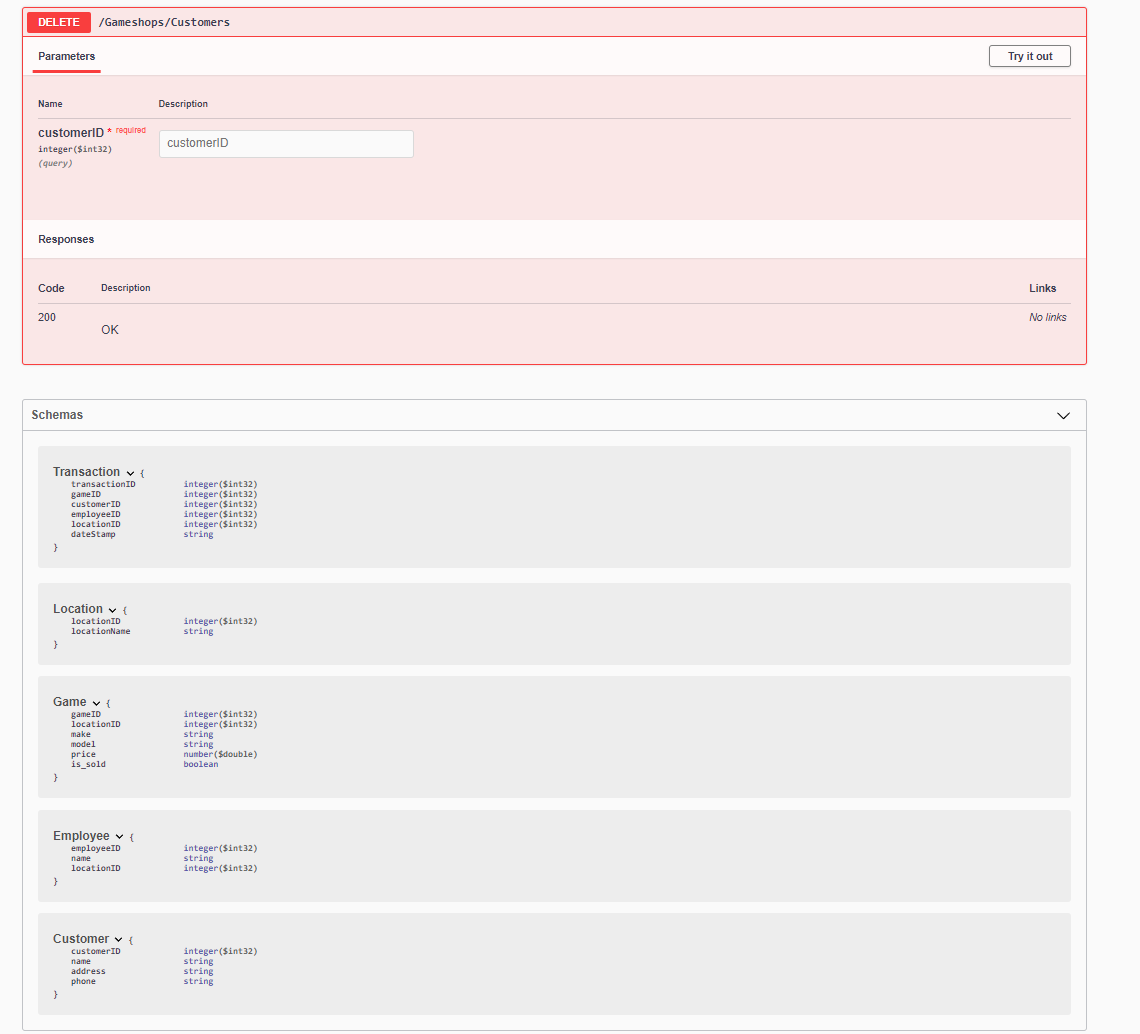 DELETE /Gameshops/Customers
Parameters Try it out
Name Description
customerID * required customerID
integer($int32)
(query)
Responses
Code Description Links
200 No links
OK
Schemas
Transaction {
transactionID integer($int32)
gameID integer($int32)
customerID integer($int32)
employeeID integer($int32)
locationID integer($int32)
dateStamp string
}
Location {
locationID integer($int32)
locationName string
}
Game {
gameID integer($int32)
locationID integer($int32)
make string
model string
price number($double)
is_sold boolean
}
Employee {
employeeID integer($int32)
name string
locationID integer($int32)
}
Customer {
customerID integer($int32)
name string
address string
phone string
}